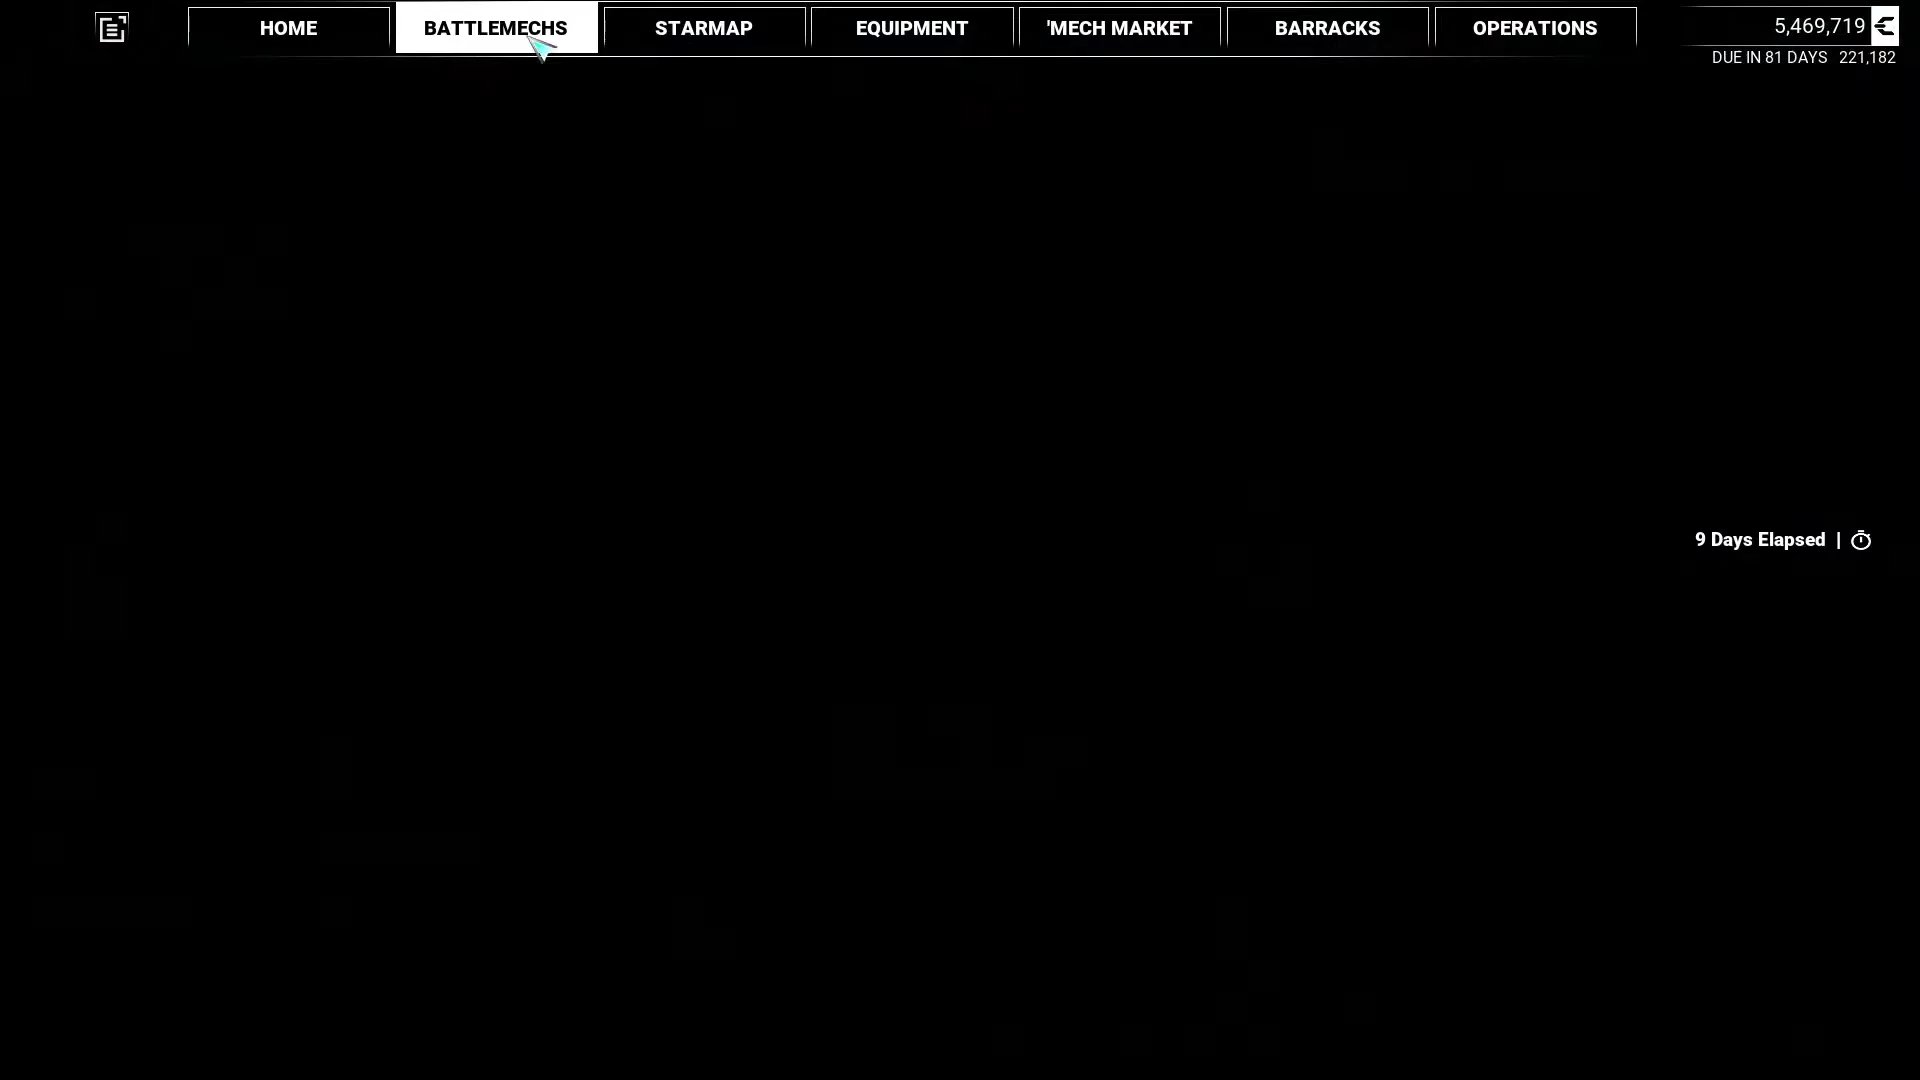 HOME
BATTLEMECHS
STARMAP
EQUIPMENT
'MECH MARKET
BARRACKS
OPERATIONS
5,469,719
DUE IN 81 DAYS 221,182
9 Days Elapsed |